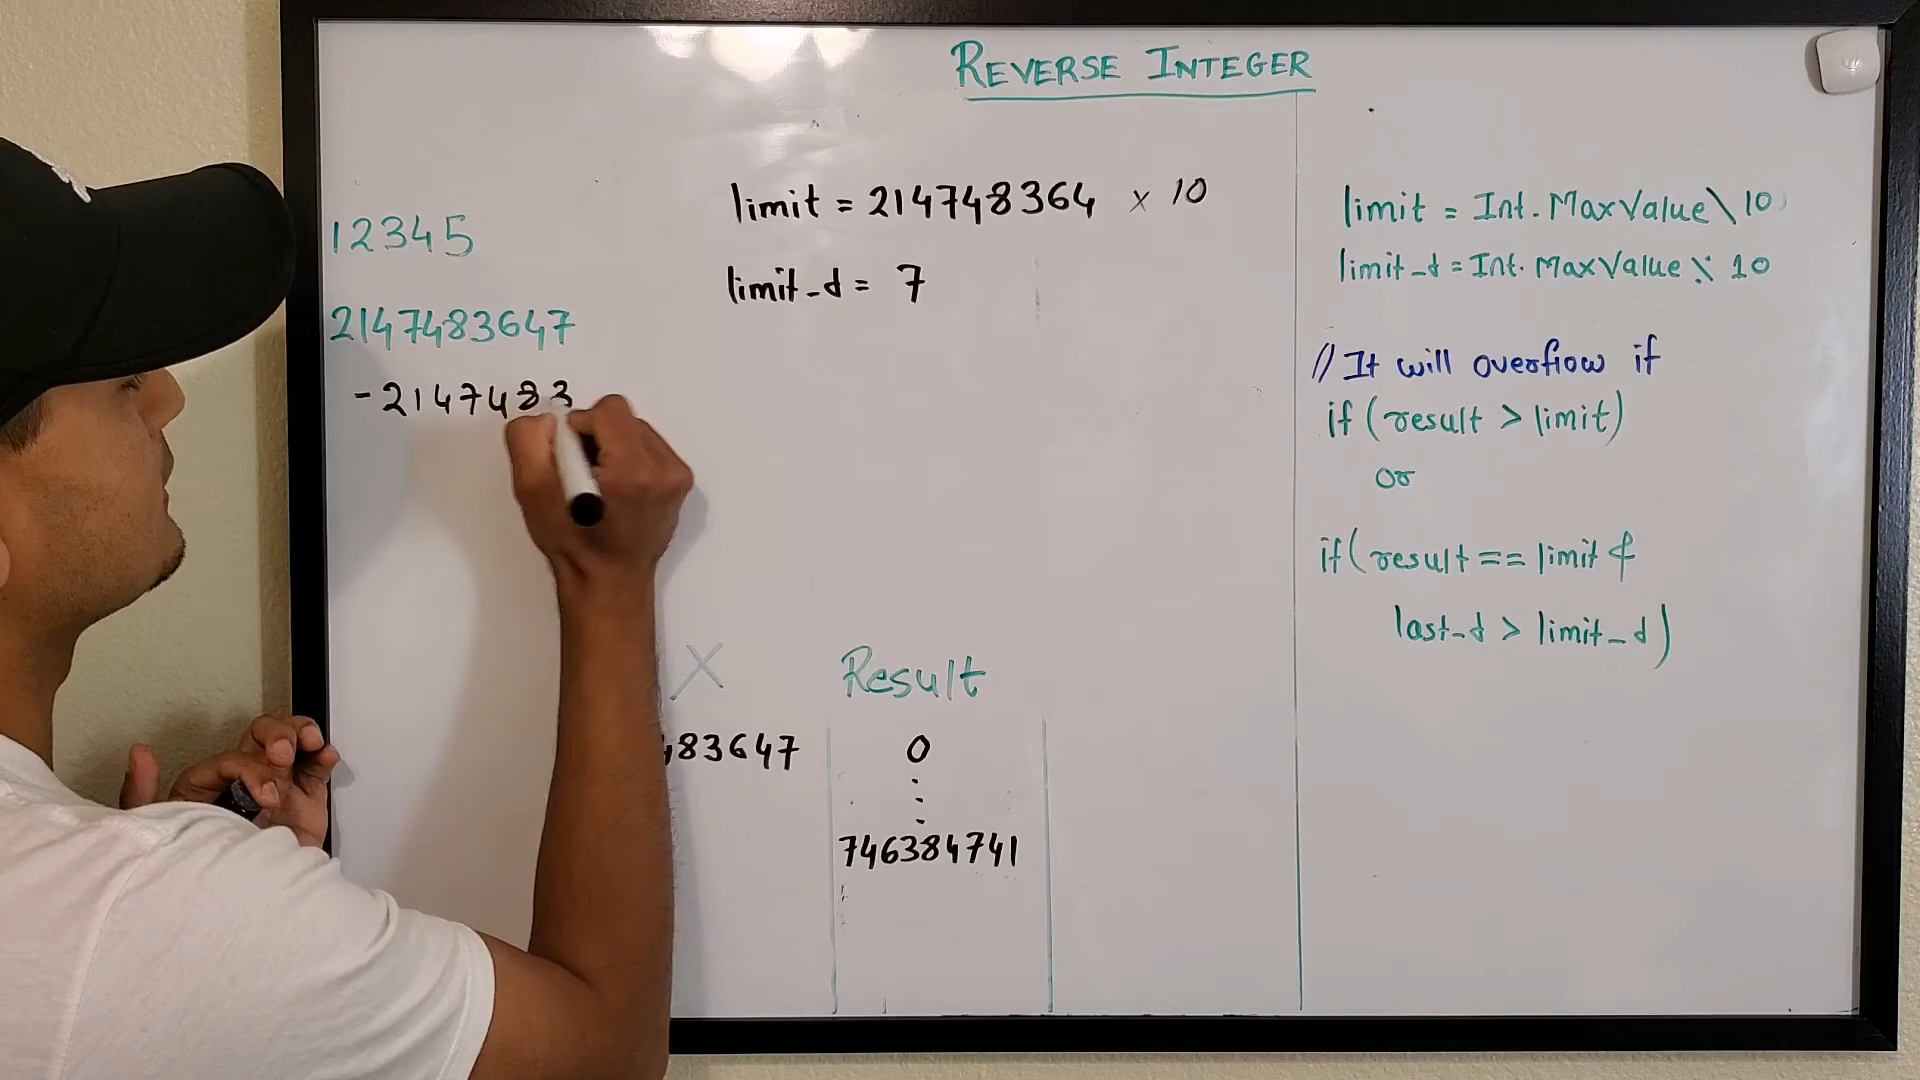 REVERSE INTEGER
12345
2147483647
-2147483
limit = 214748364 × 10
limit_d = 7
X Result
483647 0
746384741
limit = Int.MaxValue \ 10
limit_d = Int.MaxValue % 10
// It will overflow if
if (result > limit)
or
if (result == limit &
last_d > limit_d)